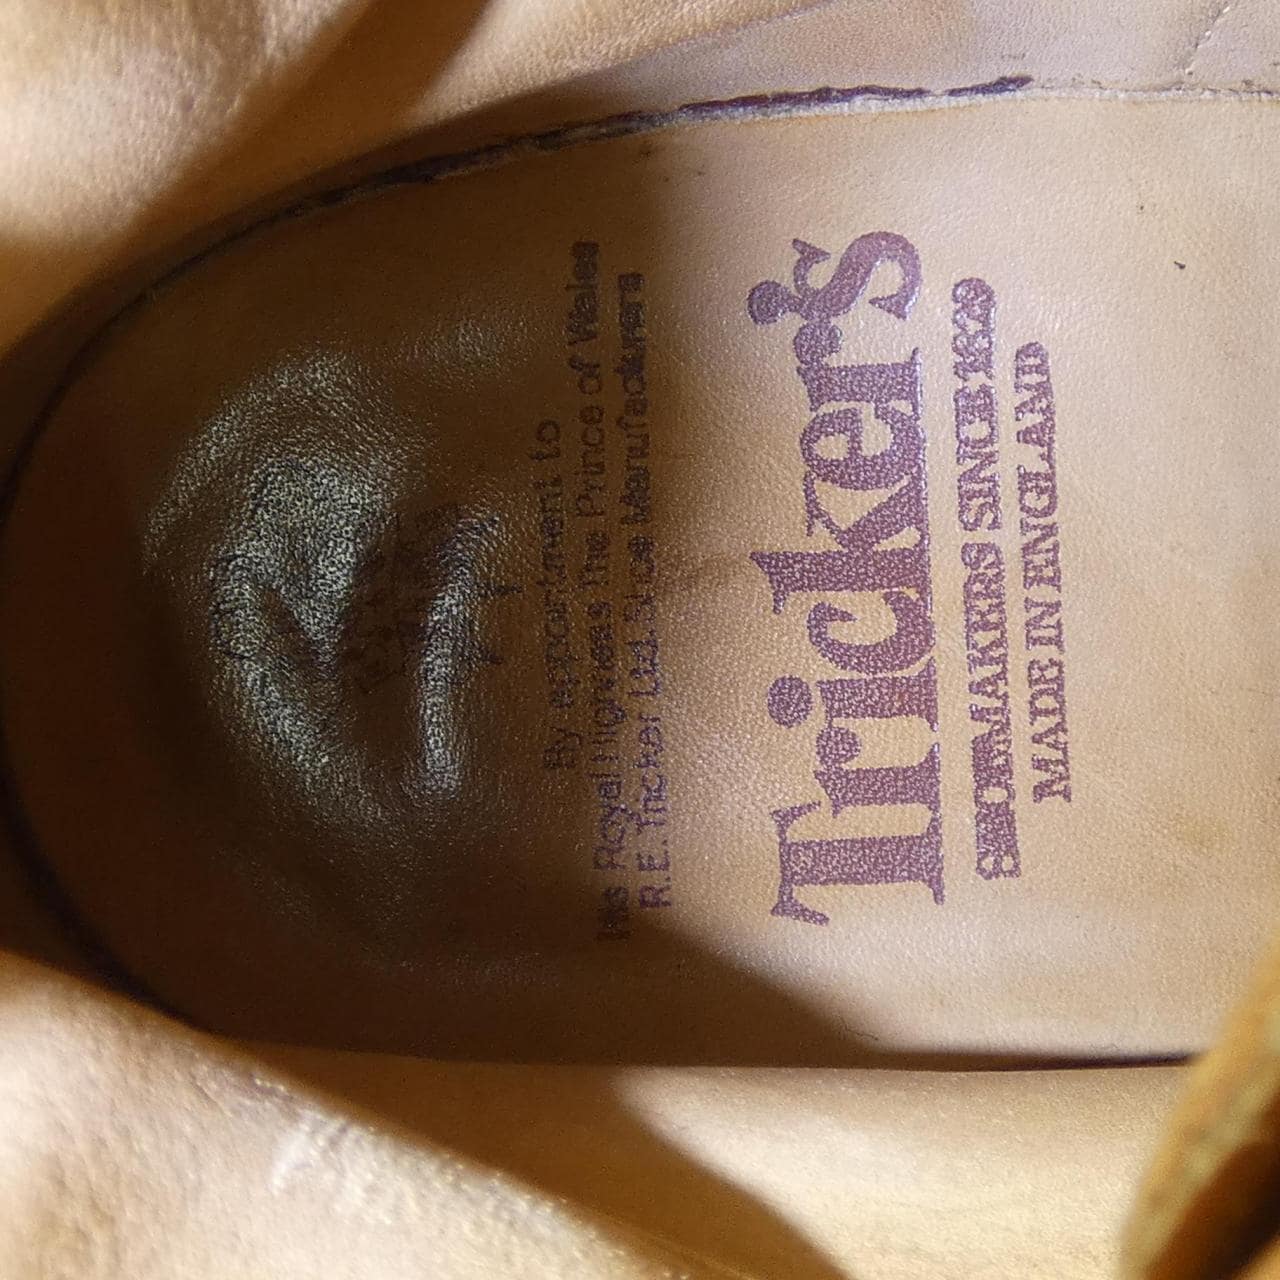 By appointment to
His Royal Highness The Prince of Wales
R.E. Tricker Ltd. Shoe Manufacturers
Tricker's
SHOEMAKERS SINCE 1829
MADE IN ENGLAND